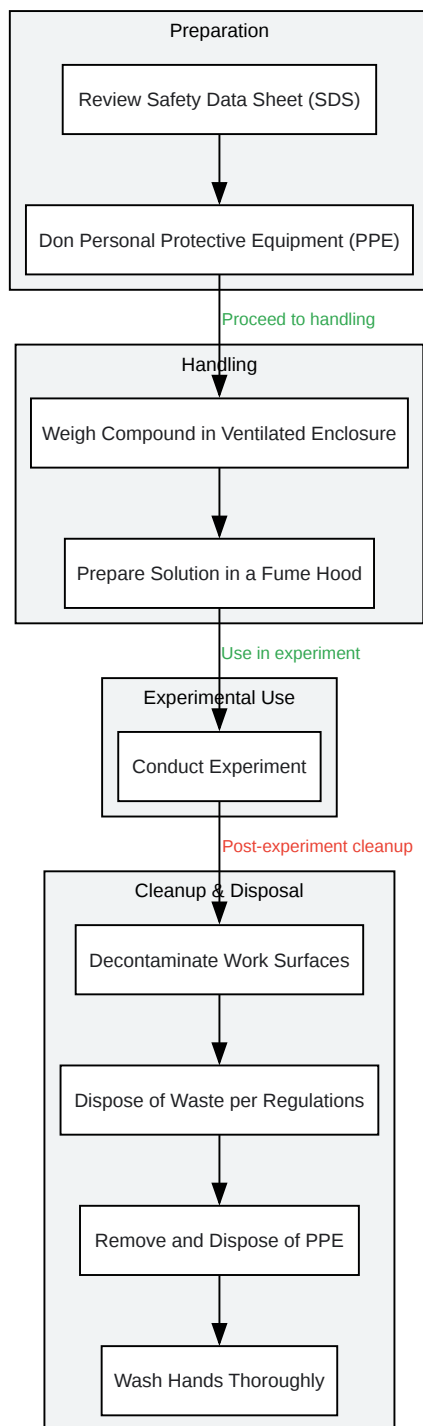 Preparation
Review Safety Data Sheet (SDS)
Don Personal Protective Equipment (PPE)
Proceed to handling
Handling
Weigh Compound in Ventilated Enclosure
Prepare Solution in a Fume Hood
Use in experiment
Experimental Use
Conduct Experiment
Post-experiment cleanup
Cleanup & Disposal
Decontaminate Work Surfaces
Dispose of Waste per Regulations
Remove and Dispose of PPE
Wash Hands Thoroughly